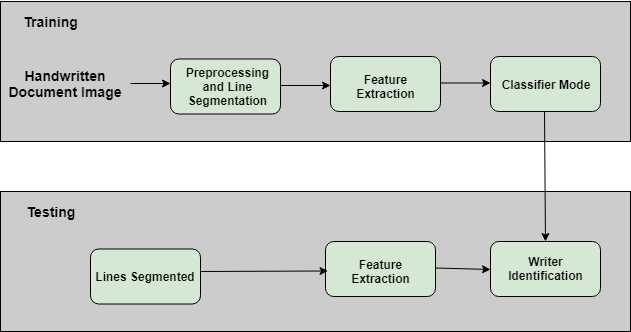 Training
Handwritten
Document Image
Preprocessing
and Line
Segmentation
Feature
Extraction
Classifier Mode
Testing
Lines Segmented
Feature
Extraction
Writer
Identification